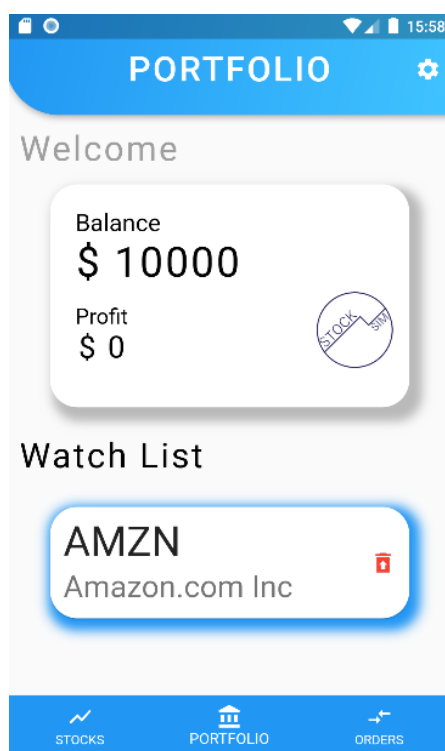 15:58
PORTFOLIO
Welcome
Balance
$ 10000
Profit
$ 0
STOCK SIM
Watch List
AMZN
Amazon.com Inc
STOCKS PORTFOLIO ORDERS